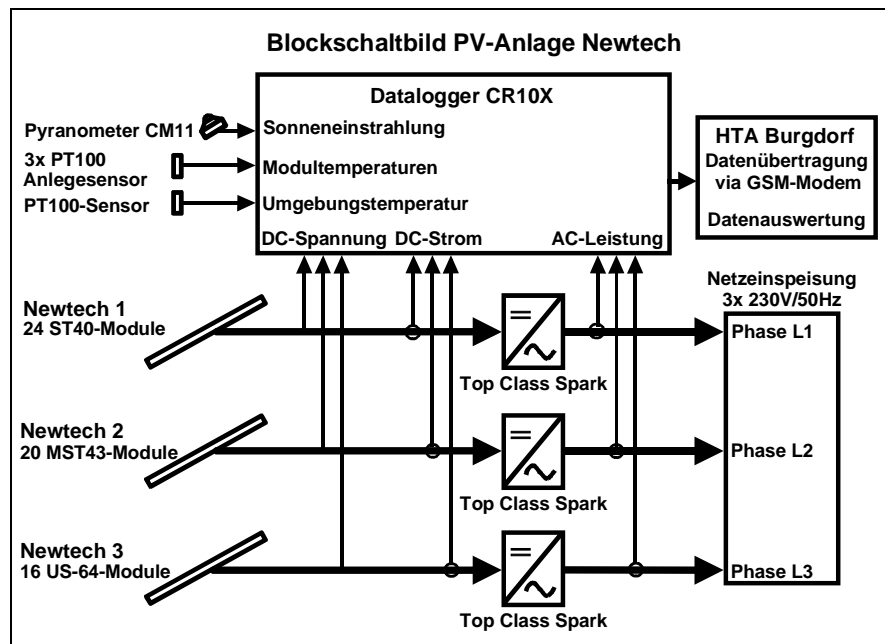 Blockschaltbild PV-Anlage Newtech
Datalogger CR10X
Pyranometer CM11
Sonneneinstrahlung
3x PT100
Anlegesensor
Modultemperaturen
PT100-Sensor
Umgebungstemperatur
DC-Spannung
DC-Strom
AC-Leistung
HTA Burgdorf
Datenübertragung
via GSM-Modem
Datenauswertung
Netzeinspeisung
3x 230V/50Hz
Newtech 1
24 ST40-Module
Top Class Spark
Phase L1
Newtech 2
20 MST43-Module
Top Class Spark
Phase L2
Newtech 3
16 US-64-Module
Top Class Spark
Phase L3